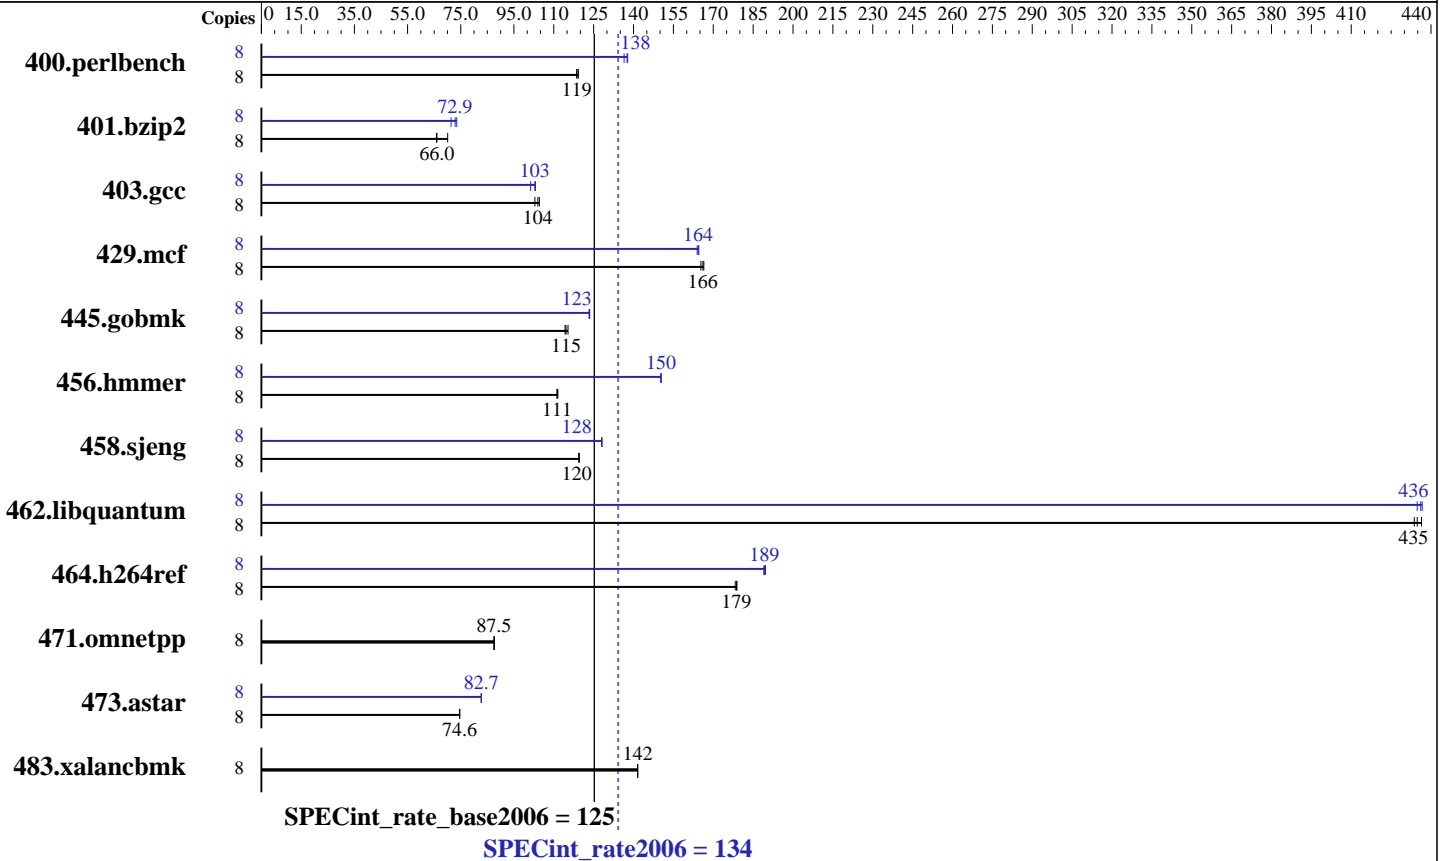 Copies 0 15.0 35.0 55.0 75.0 95.0 110 125 140 155 170 185 200 215 230 245 260 275 290 305 320 335 350 365 380 395 410 440
400.perlbench 8 138
8 119
401.bzip2 8 72.9
8 66.0
403.gcc 8 103
8 104
429.mcf 8 164
8 166
445.gobmk 8 123
8 115
456.hmmer 8 150
8 111
458.sjeng 8 128
8 120
462.libquantum 8 436
8 435
464.h264ref 8 189
8 179
471.omnetpp 8 87.5
473.astar 8 82.7
8 74.6
483.xalancbmk 8 142
SPECint_rate_base2006 = 125
SPECint_rate2006 = 134